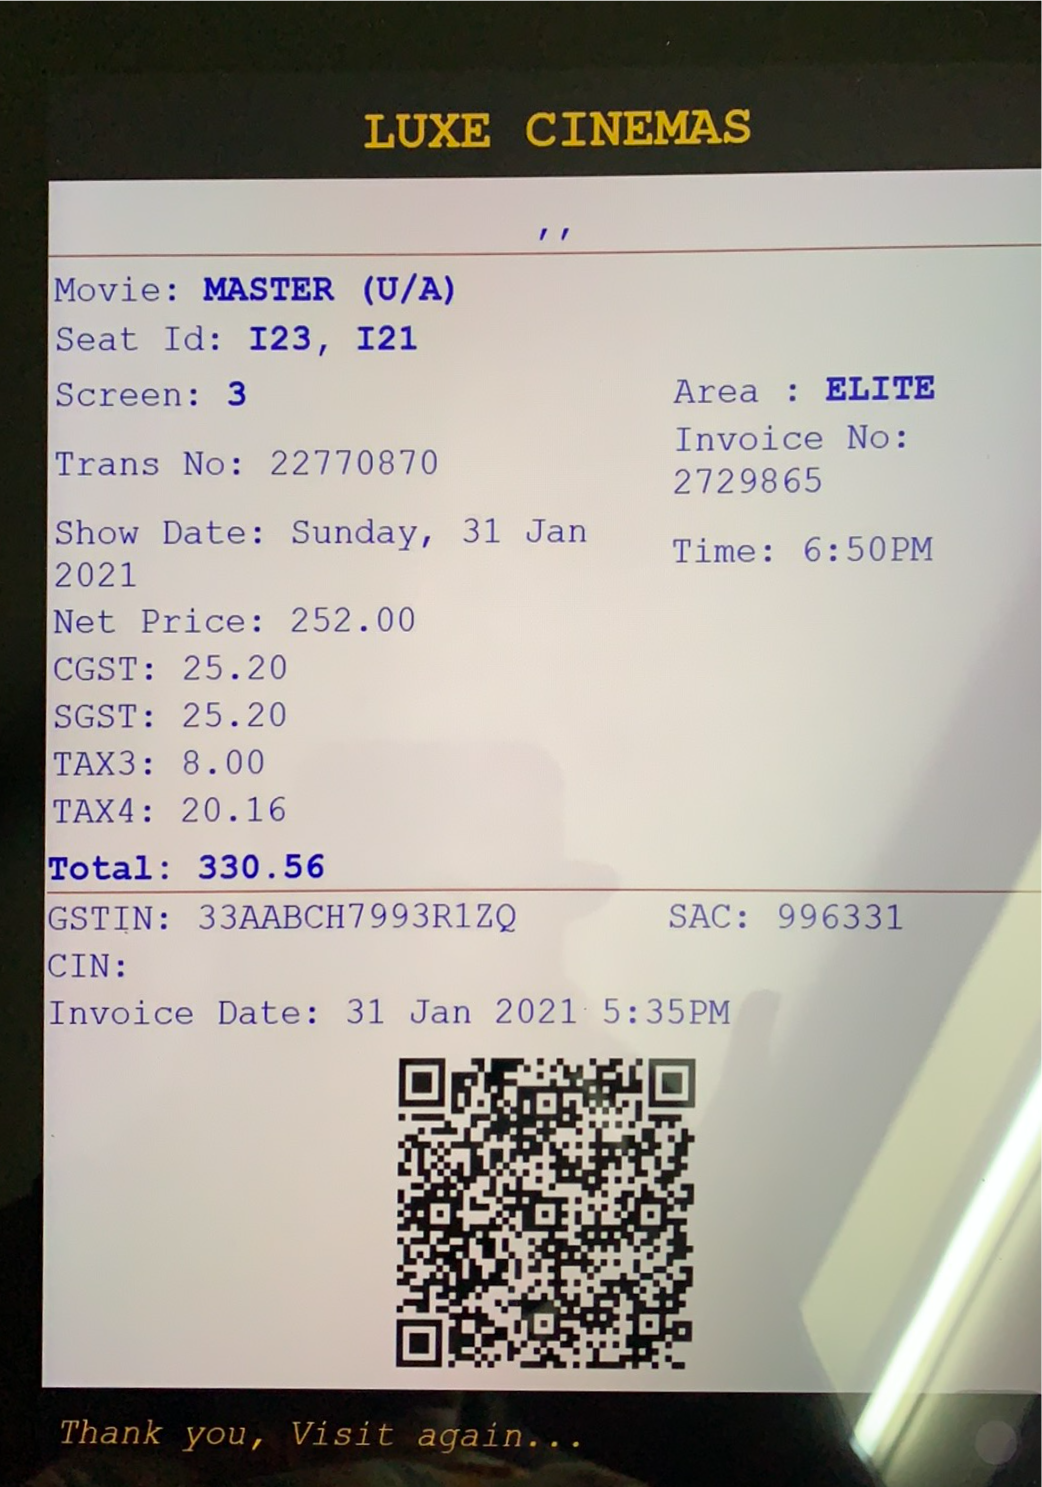 LUXE CINEMAS
,,
Movie: MASTER (U/A)
Seat Id: I23, I21
Screen: 3
Area : ELITE
Trans No: 22770870
Invoice No:
2729865
Show Date: Sunday, 31 Jan
2021
Time: 6:50PM
Net Price: 252.00
CGST: 25.20
SGST: 25.20
TAX3: 8.00
TAX4: 20.16
Total: 330.56
GSTIN: 33AABCH7993R1ZQ
SAC: 996331
CIN:
Invoice Date: 31 Jan 2021 5:35PM
Thank you, Visit again...